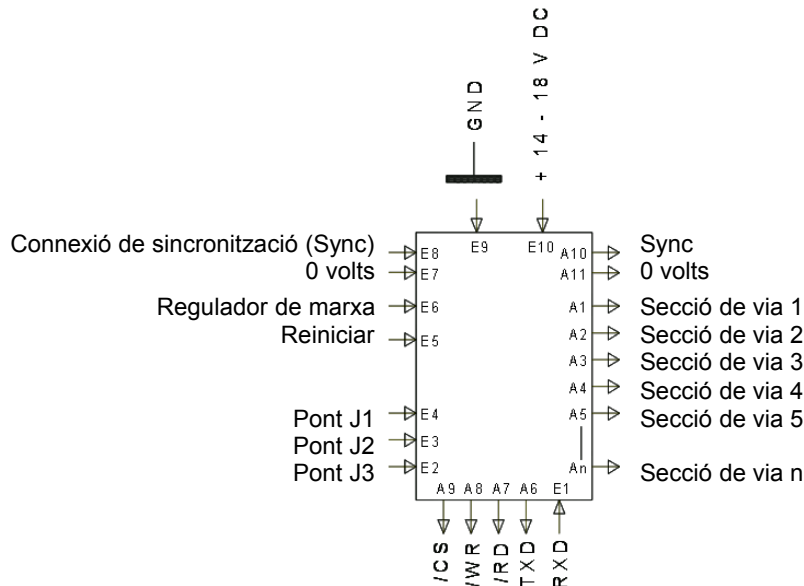 + 14 - 18 V DC
GND
Connexió de sincronització (Sync)
0 volts
Regulador de marxa
Reiniciar
Pont J1
Pont J2
Pont J3
E9
E10
E8
E7
E6
E5
E4
E3
E2
A10
A11
A1
A2
A3
A4
A5
An
Sync
0 volts
Secció de via 1
Secció de via 2
Secció de via 3
Secció de via 4
Secció de via 5
Secció de via n
A9 A8 A7 A6 E1
/CS
/WR
/RD
TXD
RXD